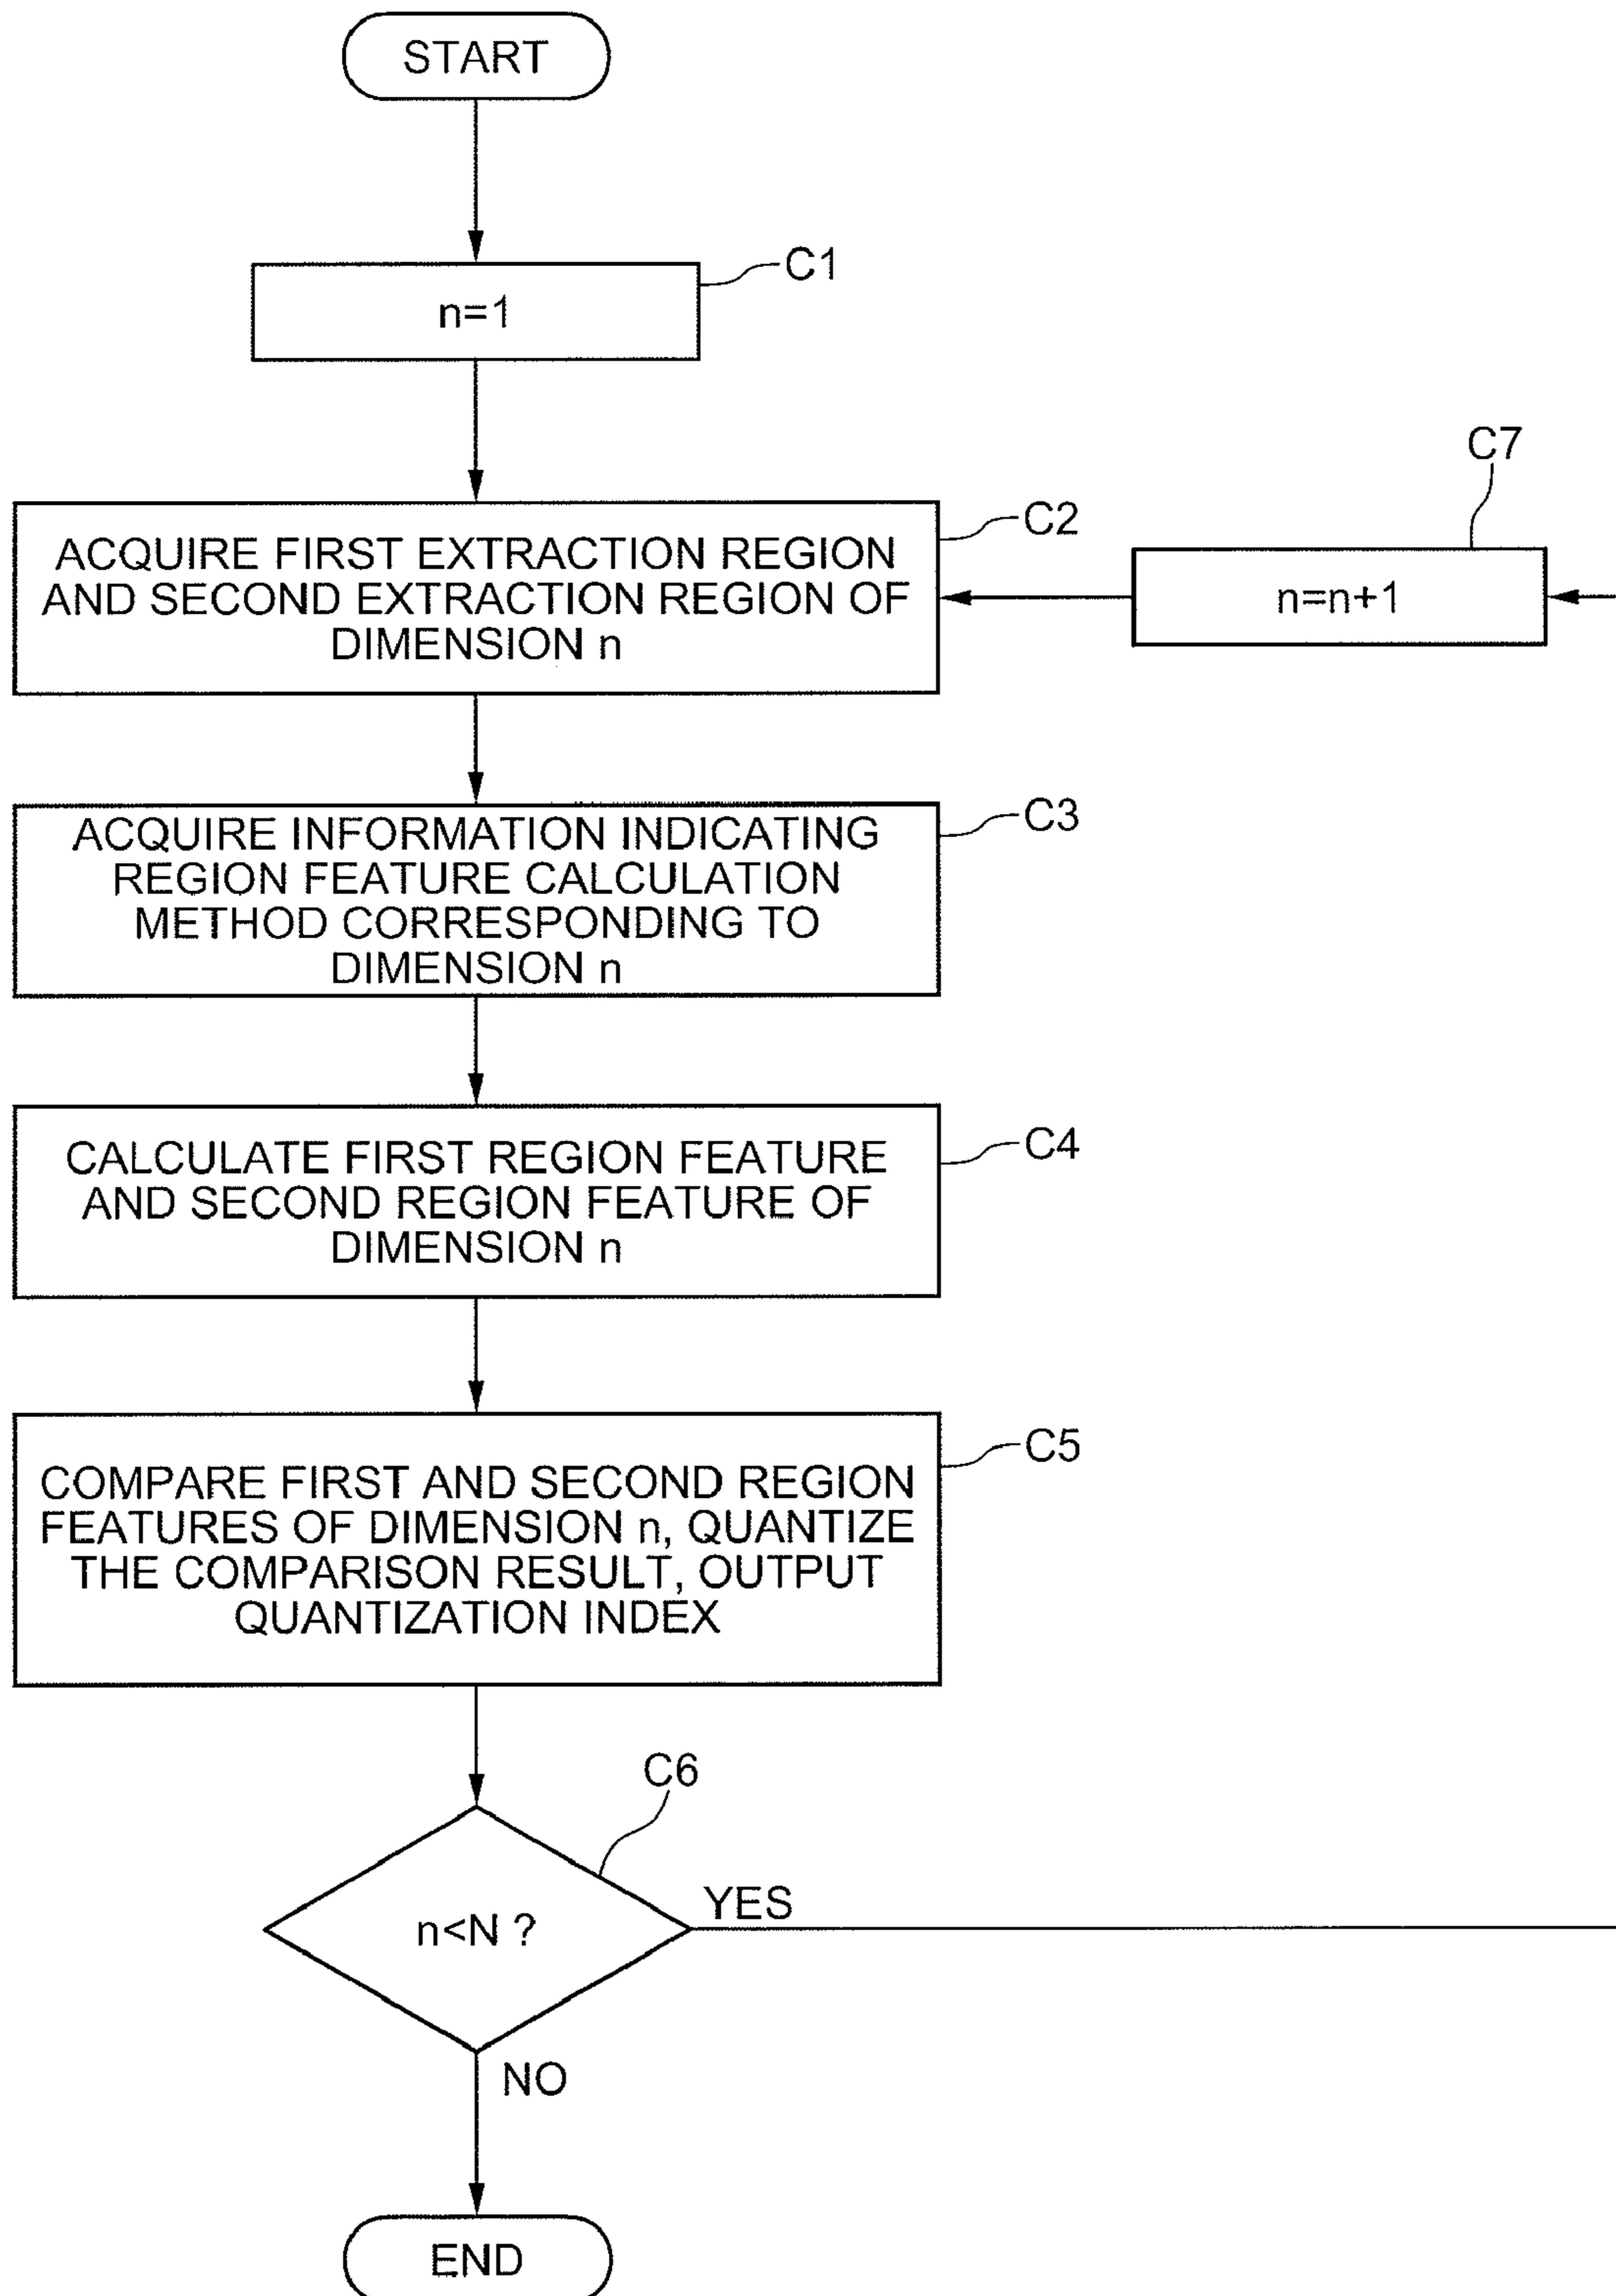 START
C1
n=1
C7
C2
ACQUIRE FIRST EXTRACTION REGION
AND SECOND EXTRACTION REGION OF
DIMENSION n
n=n+1
C3
ACQUIRE INFORMATION INDICATING
REGION FEATURE CALCULATION
METHOD CORRESPONDING TO
DIMENSION n
C4
CALCULATE FIRST REGION FEATURE
AND SECOND REGION FEATURE OF
DIMENSION n
C5
COMPARE FIRST AND SECOND REGION
FEATURES OF DIMENSION n, QUANTIZE
THE COMPARISON RESULT, OUTPUT
QUANTIZATION INDEX
C6
n<N ?
YES
NO
END